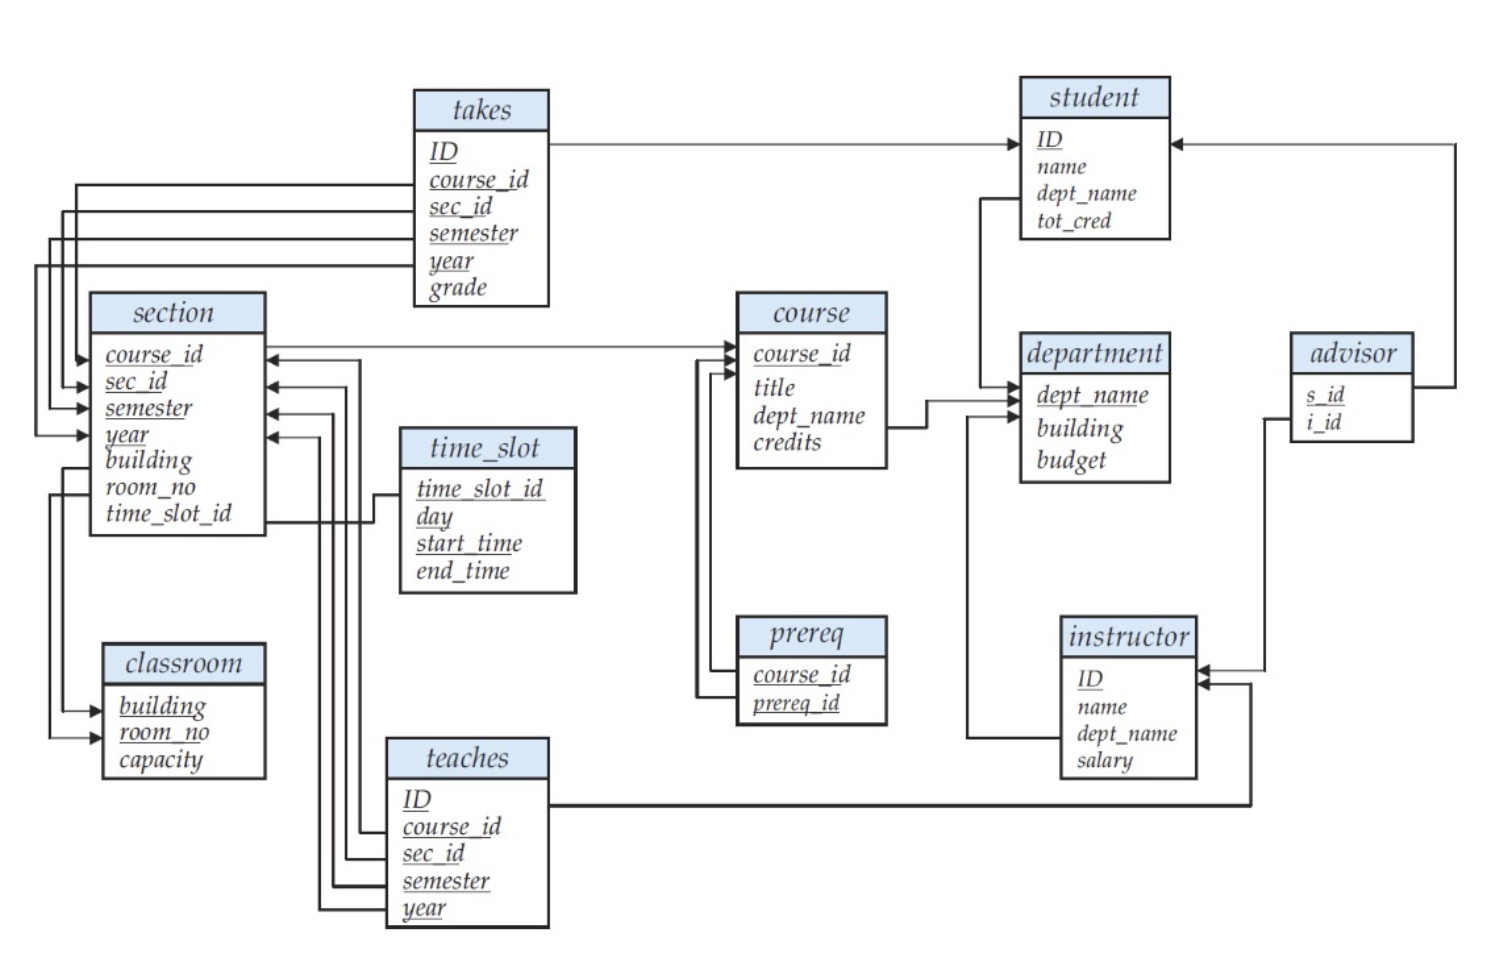 takes
ID
course_id
sec_id
semester
year
grade
student
ID
name
dept_name
tot_cred
section
course_id
sec_id
semester
year
building
room_no
time_slot_id
course
course_id
title
dept_name
credits
department
dept_name
building
budget
advisor
s_id
i_id
time_slot
time_slot_id
day
start_time
end_time
prereq
course_id
prereq_id
instructor
ID
name
dept_name
salary
classroom
building
room_no
capacity
teaches
ID
course_id
sec_id
semester
year